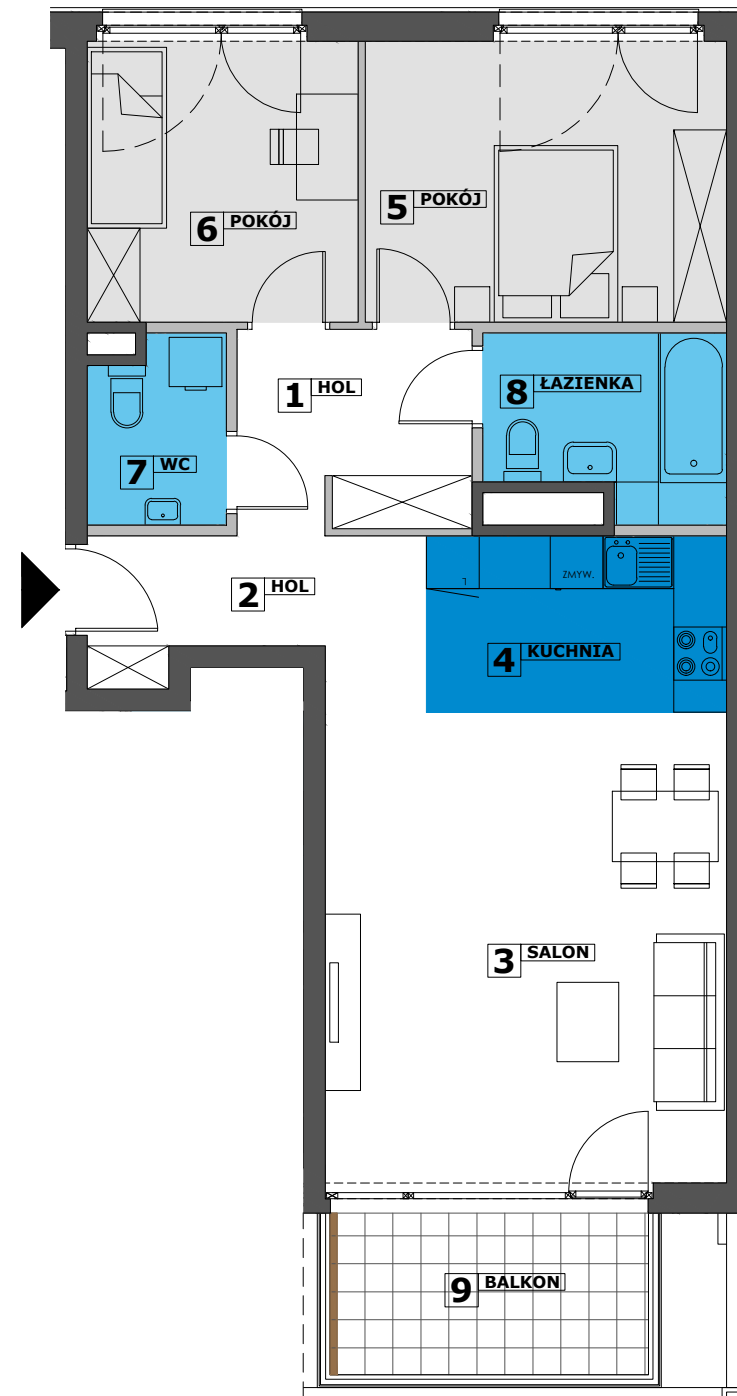 6 POKÓJ
5 POKÓJ
1 HOL
8 ŁAZIENKA
7 WC
2 HOL
ZMYW.
4 KUCHNIA
3 SALON
9 BALKON